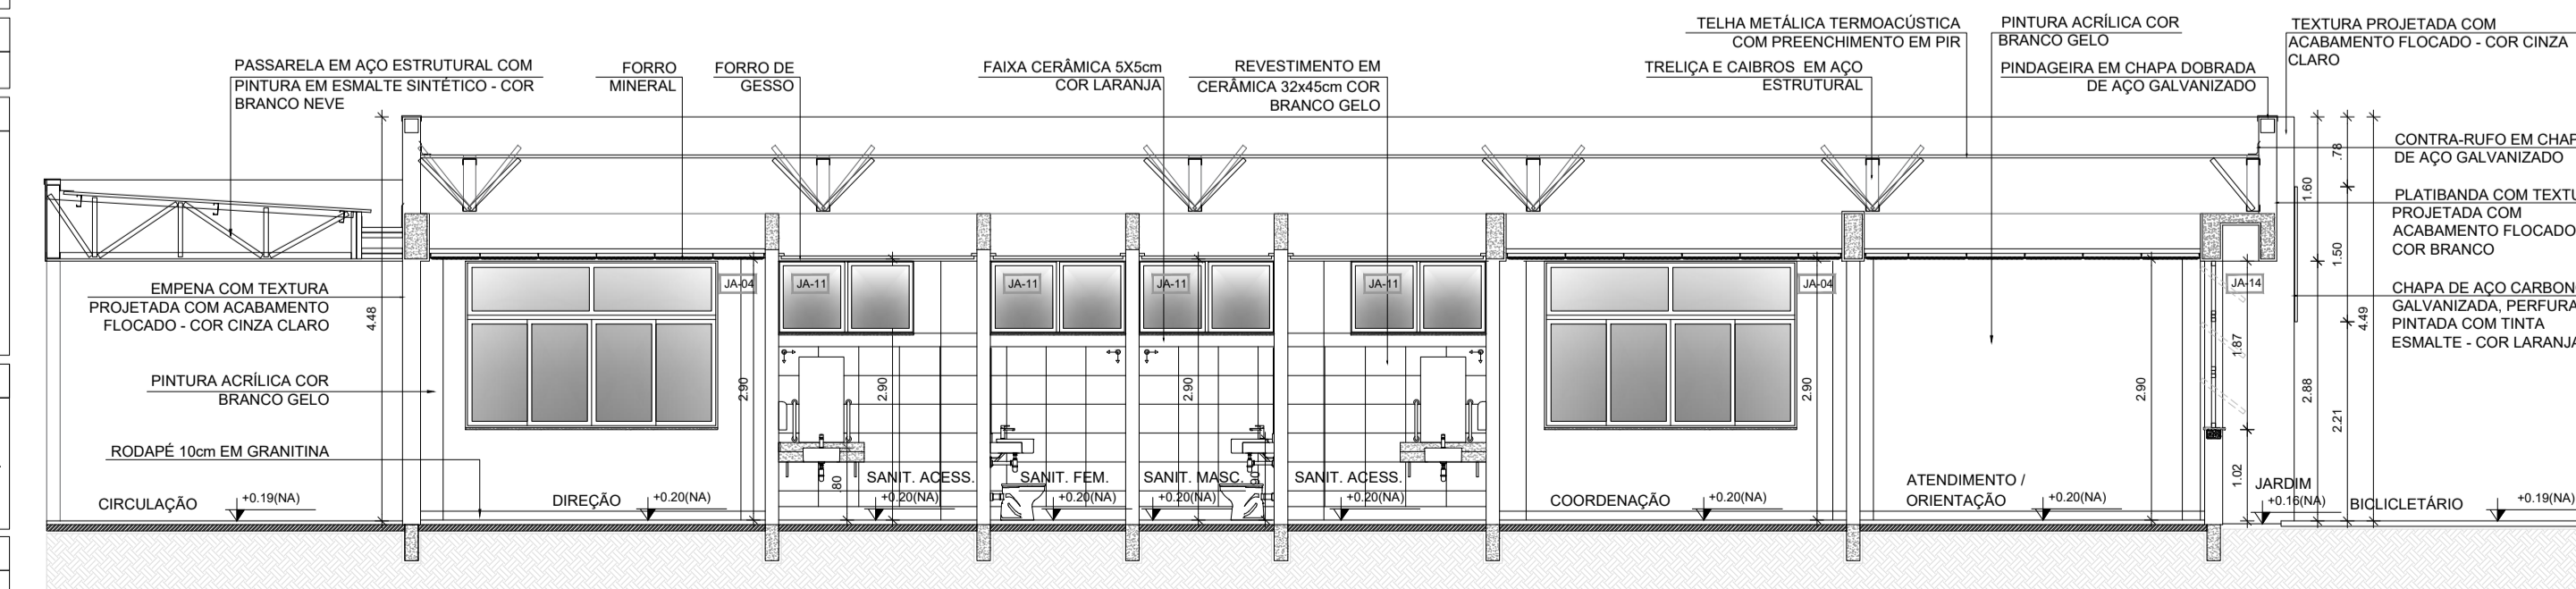 PASSARELA EM AÇO ESTRUTURAL COM
PINTURA EM ESMALTE SINTÉTICO - COR
BRANCO NEVE
FORRO
MINERAL
FORRO DE
GESSO
FAIXA CERÂMICA 5X5cm
COR LARANJA
REVESTIMENTO EM
CERÂMICA 32x45cm COR
BRANCO GELO
TELHA METÁLICA TERMOACÚSTICA
COM PREENCHIMENTO EM PIR
TRELIÇA E CAIBROS EM AÇO
ESTRUTURAL
PINTURA ACRÍLICA COR
BRANCO GELO
PINDAGEIRA EM CHAPA DOBRADA
DE AÇO GALVANIZADO
TEXTURA PROJETADA COM
ACABAMENTO FLOCADO - COR CINZA
CLARO
CONTRA-RUFO EM CHAP
DE AÇO GALVANIZADO
PLATIBANDA COM TEXTU
PROJETADA COM
ACABAMENTO FLOCADO
COR BRANCO
CHAPA DE AÇO CARBON
GALVANIZADA, PERFURA
PINTADA COM TINTA
ESMALTE - COR LARANJA
EMPENA COM TEXTURA
PROJETADA COM ACABAMENTO
FLOCADO - COR CINZA CLARO
PINTURA ACRÍLICA COR
BRANCO GELO
RODAPÉ 10cm EM GRANITINA
4.48
JA-04
JA-11
JA-11
JA-11
JA-11
JA-04
JA-14
2.90
2.90
2.90
2.90
2.90
.80
.90
1.87
1.02
1.60
2.88
.78
1.50
2.21
4.49
CIRCULAÇÃO
+0.19(NA)
DIREÇÃO
+0.20(NA)
SANIT. ACESS.
+0.20(NA)
SANIT. FEM.
+0.20(NA)
SANIT. MASC.
+0.20(NA)
SANIT. ACESS.
+0.20(NA)
COORDENAÇÃO
+0.20(NA)
ATENDIMENTO /
ORIENTAÇÃO
+0.20(NA)
JARDIM
+0.16(NA)
BICLICLETÁRIO
+0.19(NA)